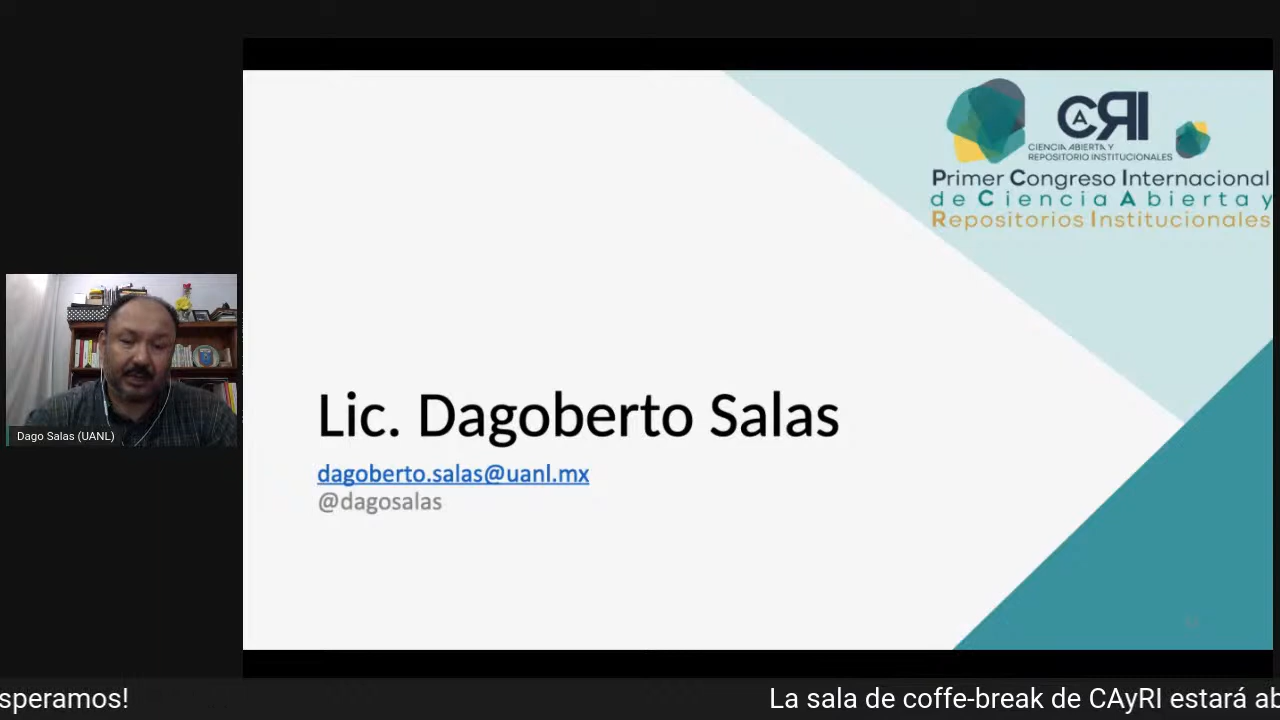 CARI
CIENCIA ABIERTA Y
REPOSITORIO INSTITUCIONALES
Primer Congreso Internacional
de Ciencia Abierta y
Repositorios Institucionales
Lic. Dagoberto Salas
dagoberto.salas@uanl.mx
@dagosalas
Dago Salas (UANL)
speramos!
La sala de coffe-break de CAyRI estará ab